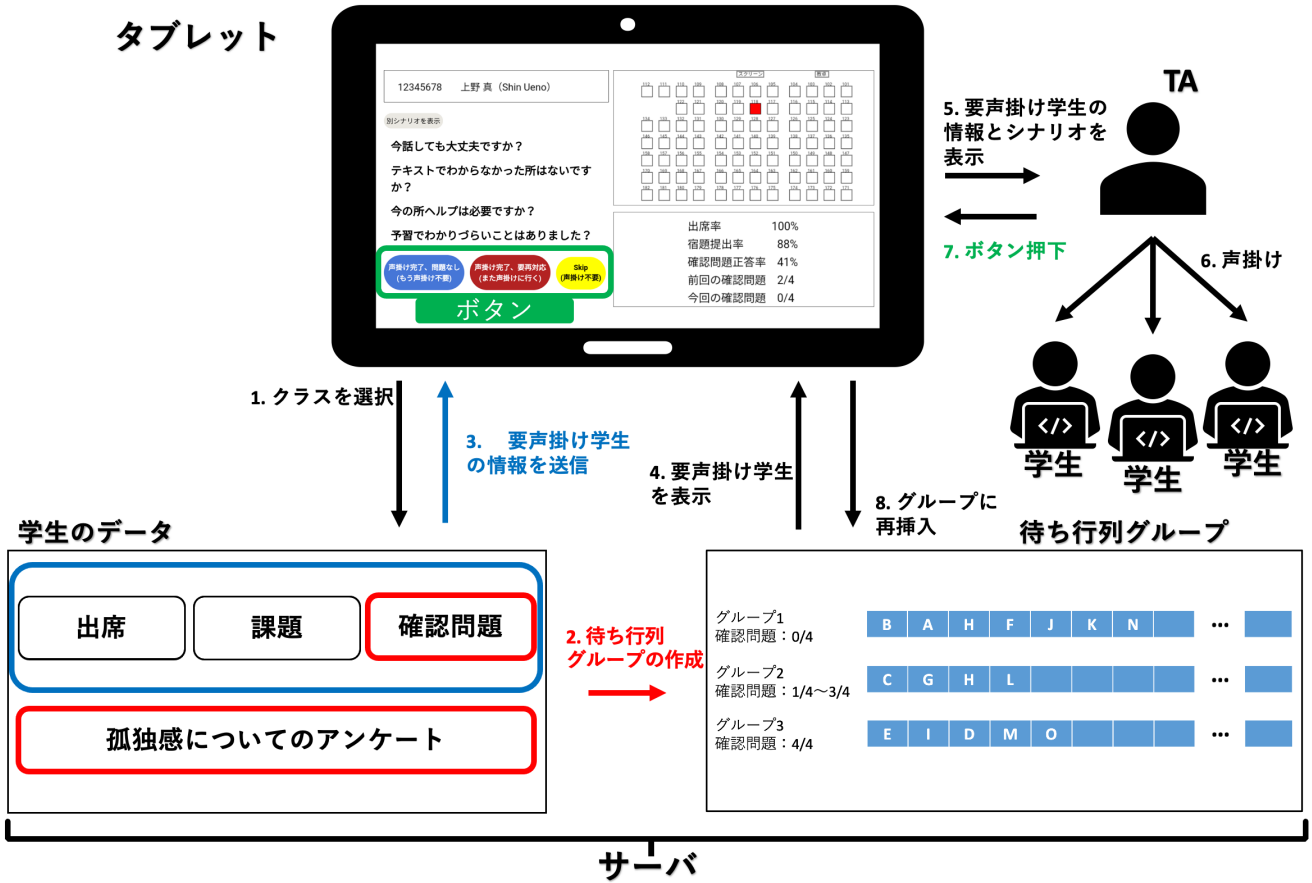 タブレット
12345678 上野 真（Shin Ueno）
別シナリオを表示
今話しても大丈夫ですか？
テキストでわからなかった所はないです
か？
今の所ヘルプは必要ですか？
予習でわかりづらいことはありました？
声掛け完了、問題なし
(もう声掛け不要)
声掛け完了、要再対応
(また声掛けに行く)
Skip
(声掛け不要)
ボタン
スクリーン
出席率 100%
宿題提出率 88%
確認問題正答率 41%
前回の確認問題 2/4
今回の確認問題 0/4
TA
5. 要声掛け学生の
情報とシナリオを
表示
7. ボタン押下
6. 声掛け
</>
</>
</>
学生
学生
学生
1. クラスを選択
3. 要声掛け学生
の情報を送信
4. 要声掛け学生
を表示
8. グループに
再挿入
学生のデータ
出席
課題
確認問題
孤独感についてのアンケート
2. 待ち行列
グループの作成
待ち行列グループ
グループ1
確認問題：0/4
B A H F J K N ...
グループ2
確認問題：1/4～3/4
C G H L ...
グループ3
確認問題：4/4
E I D M O ...
サーバ